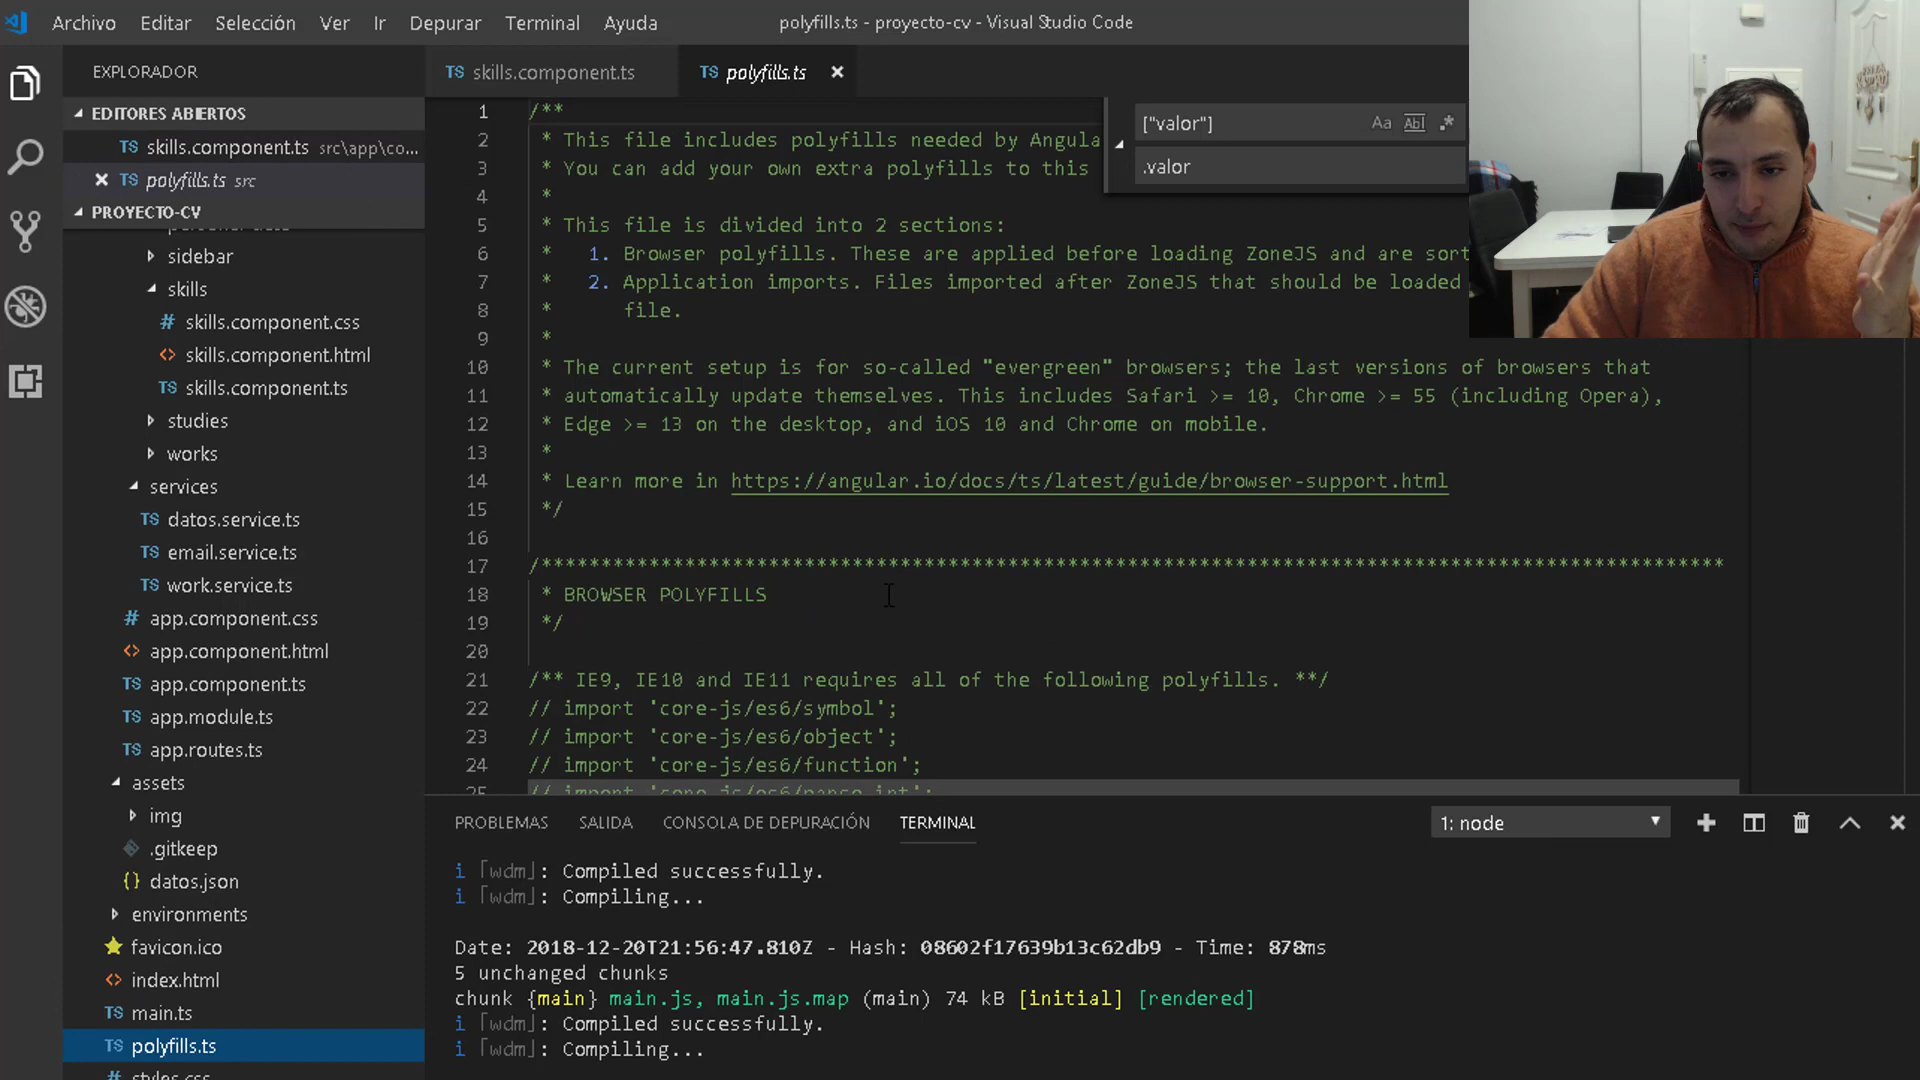 Archivo Editar Selección Ver Ir Depurar Terminal Ayuda
polyfills.ts - proyecto-cv - Visual Studio Code
EXPLORADOR
EDITORES ABIERTOS
TS skills.component.ts src\app\co...
TS polyfills.ts src
PROYECTO-CV
sidebar
skills
# skills.component.css
<> skills.component.html
TS skills.component.ts
studies
works
services
TS datos.service.ts
TS email.service.ts
TS work.service.ts
# app.component.css
<> app.component.html
TS app.component.ts
TS app.module.ts
TS app.routes.ts
assets
img
.gitkeep
{} datos.json
environments
favicon.ico
<> index.html
TS main.ts
TS polyfills.ts
# styles.css
TS skills.component.ts
TS polyfills.ts
["valor"]
Aa Abl .*
.valor
1 /**
2 * This file includes polyfills needed by Angula
3 * You can add your own extra polyfills to this
4 *
5 * This file is divided into 2 sections:
6 * 1. Browser polyfills. These are applied before loading ZoneJS and are sort
7 * 2. Application imports. Files imported after ZoneJS that should be loaded
8 * file.
9 *
10 * The current setup is for so-called "evergreen" browsers; the last versions of browsers that
11 * automatically update themselves. This includes Safari >= 10, Chrome >= 55 (including Opera),
12 * Edge >= 13 on the desktop, and iOS 10 and Chrome on mobile.
13 *
14 * Learn more in https://angular.io/docs/ts/latest/guide/browser-support.html
15 */
16
17 /***************************************************************************************************
18 * BROWSER POLYFILLS
19 */
20
21 /** IE9, IE10 and IE11 requires all of the following polyfills. **/
22 // import 'core-js/es6/symbol';
23 // import 'core-js/es6/object';
24 // import 'core-js/es6/function';
25 // import 'core-js/es6/parse-int';
PROBLEMAS SALIDA CONSOLA DE DEPURACIÓN TERMINAL
1: node
i ｢wdm｣: Compiled successfully.
i ｢wdm｣: Compiling...
Date: 2018-12-20T21:56:47.810Z - Hash: 08602f17639b13c62db9 - Time: 878ms
5 unchanged chunks
chunk {main} main.js, main.js.map (main) 74 kB [initial] [rendered]
i ｢wdm｣: Compiled successfully.
i ｢wdm｣: Compiling...